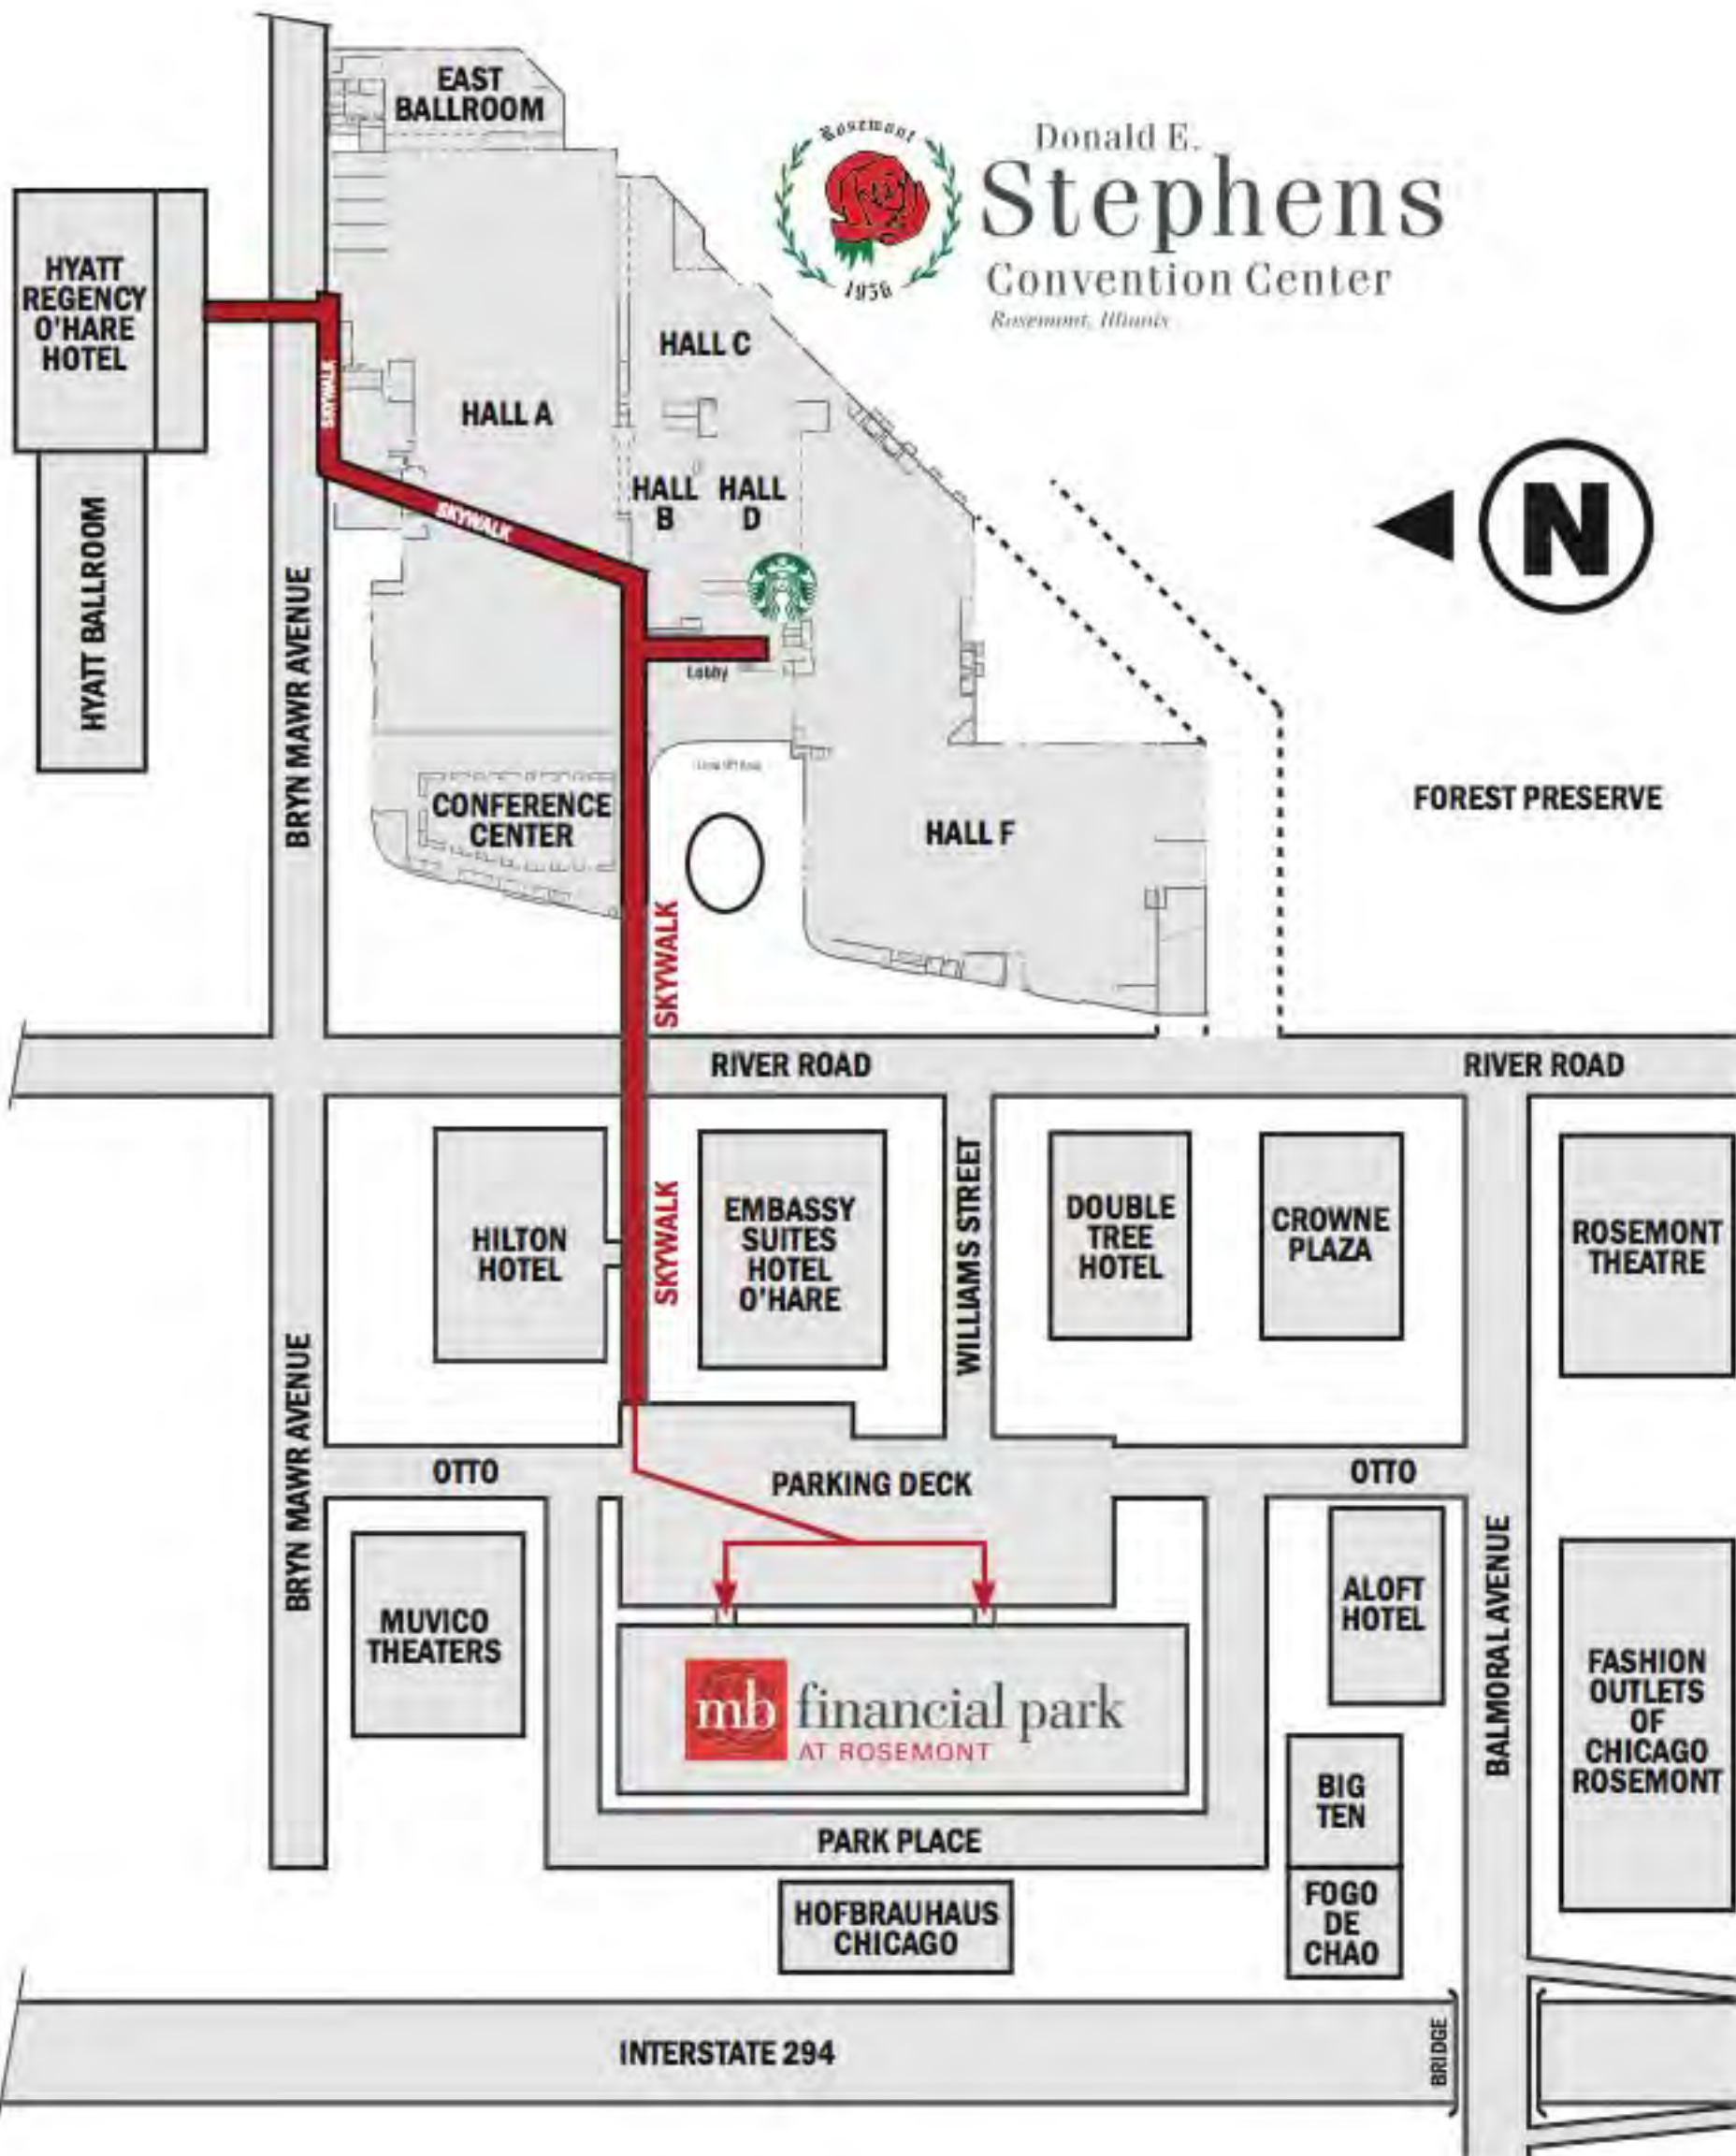 EAST
BALLROOM
Rosemont
1956
Donald E.
Stephens
Convention Center
Rosemont, Illinois
HYATT
REGENCY
O'HARE
HOTEL
HYATT BALLROOM
SKYWALK
SKYWALK
HALL A
HALL C
HALL
B
HALL
D
Lobby
N
BRYN MAWR AVENUE
CONFERENCE
CENTER
HALL F
FOREST PRESERVE
SKYWALK
RIVER ROAD
RIVER ROAD
HILTON
HOTEL
SKYWALK
EMBASSY
SUITES
HOTEL
O'HARE
WILLIAMS STREET
DOUBLE
TREE
HOTEL
CROWNE
PLAZA
ROSEMONT
THEATRE
BRYN MAWR AVENUE
OTTO
PARKING DECK
OTTO
MUVICO
THEATERS
mb financial park
AT ROSEMONT
ALOFT
HOTEL
BALMORAL AVENUE
FASHION
OUTLETS
OF
CHICAGO
ROSEMONT
BIG
TEN
PARK PLACE
FOGO
DE
CHAO
HOFBRAUHAUS
CHICAGO
INTERSTATE 294
BRIDGE